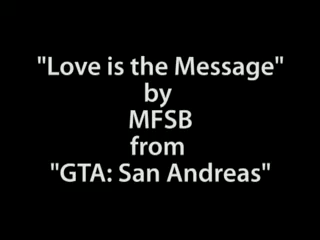 "Love is the Message"
by
MFSB
from
"GTA: San Andreas"